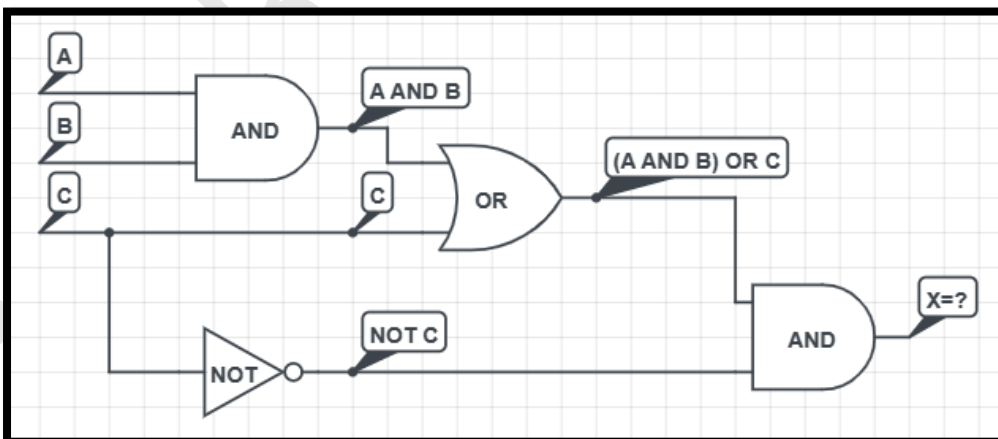 A
A AND B
B
AND
(A AND B) OR C
C
C
OR
X=?
NOT C
AND
NOT